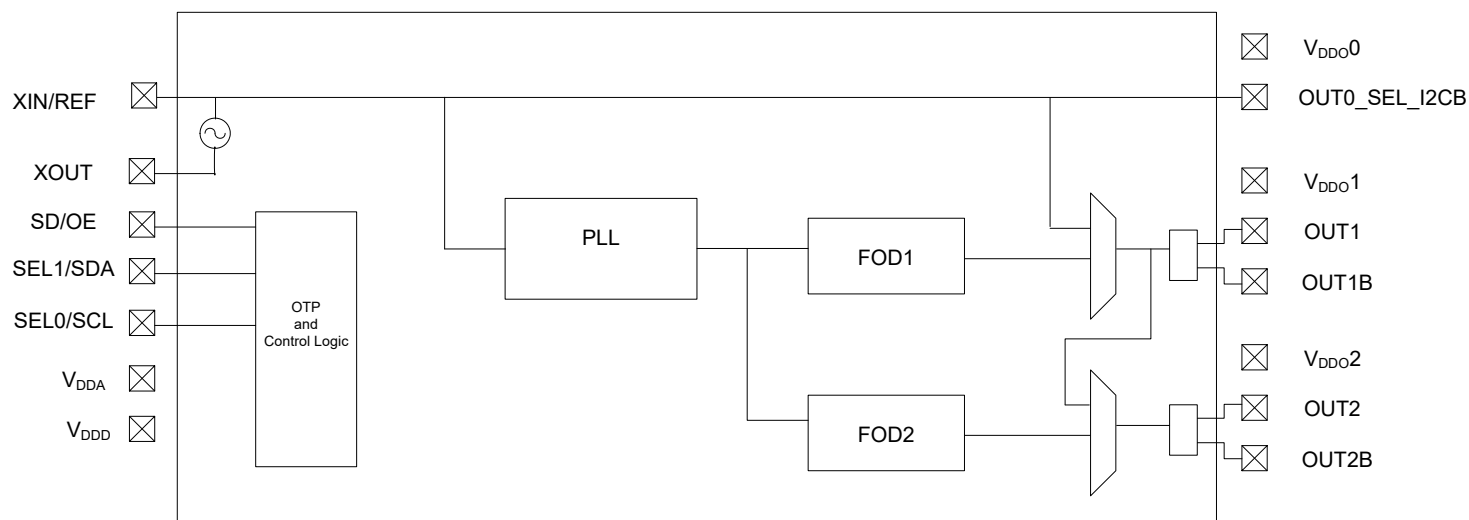 XIN/REF
XOUT
SD/OE
SEL1/SDA
SEL0/SCL
VDDA
VDDD
OTP
and
Control Logic
PLL
FOD1
FOD2
VDDO0
OUT0_SEL_I2CB
VDDO1
OUT1
OUT1B
VDDO2
OUT2
OUT2B